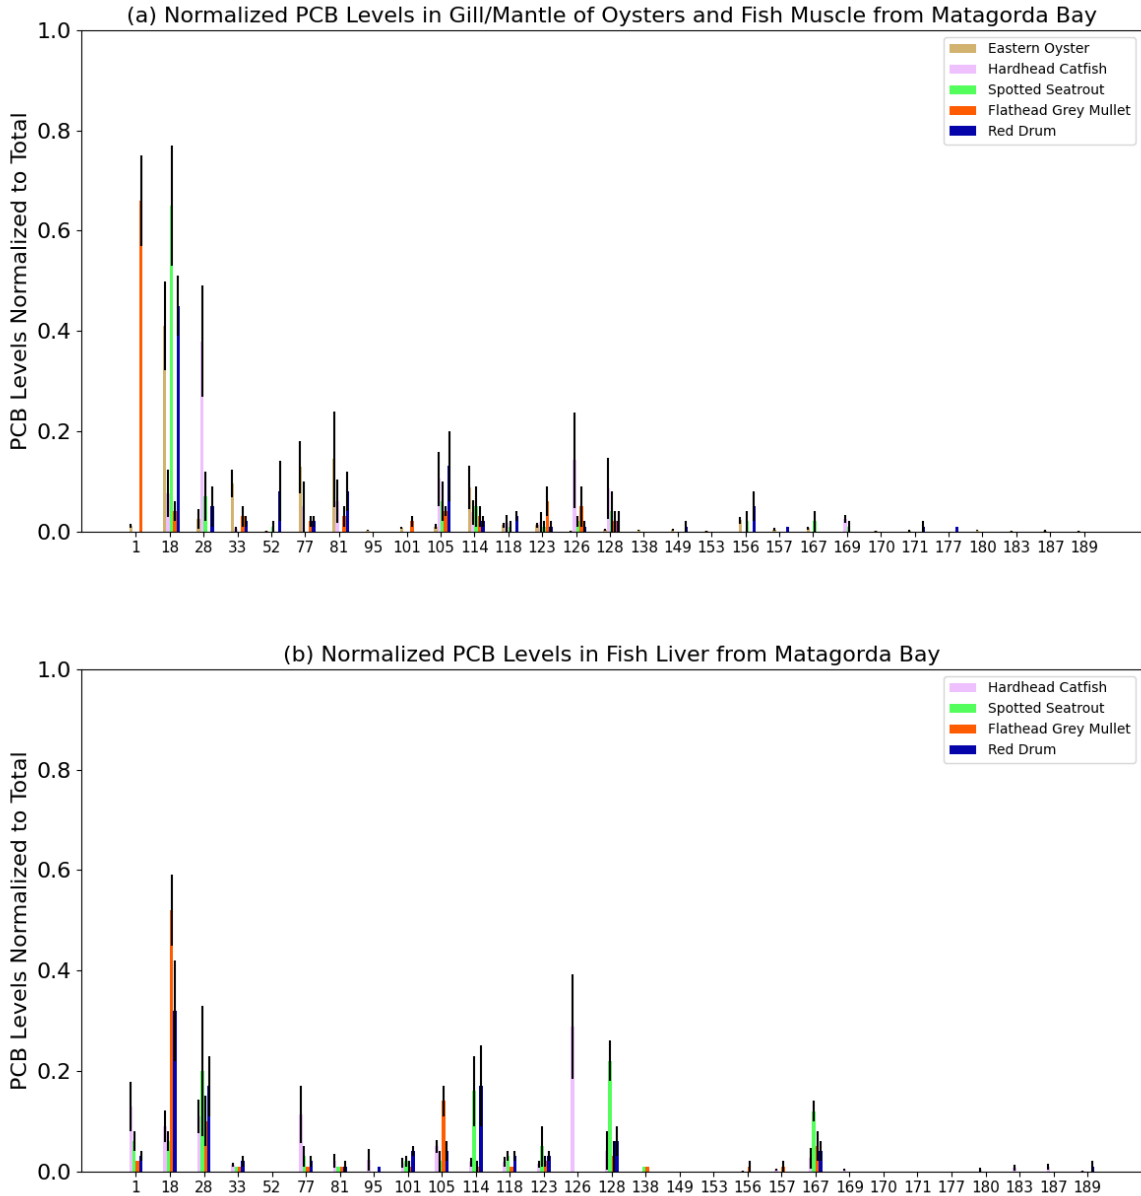 (a) Normalized PCB Levels in Gill/Mantle of Oysters and Fish Muscle from Matagorda Bay
PCB Levels Normalized to Total
1.0
0.8
0.6
0.4
0.2
0.0
Eastern Oyster
Hardhead Catfish
Spotted Seatrout
Flathead Grey Mullet
Red Drum
1 18 28 33 52 77 81 95 101 105 114 118 123 126 128 138 149 153 156 157 167 169 170 171 177 180 183 187 189
(b) Normalized PCB Levels in Fish Liver from Matagorda Bay
PCB Levels Normalized to Total
1.0
0.8
0.6
0.4
0.2
0.0
Hardhead Catfish
Spotted Seatrout
Flathead Grey Mullet
Red Drum
1 18 28 33 52 77 81 95 101 105 114 118 123 126 128 138 149 153 156 157 167 169 170 171 177 180 183 187 189